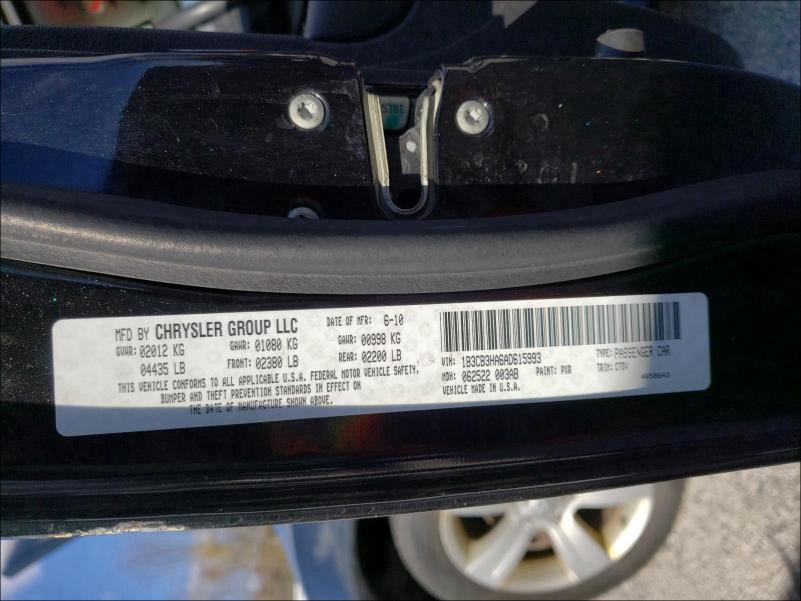 538E
MFD BY CHRYSLER GROUP LLC DATE OF MFR: 6-10
GVWR: 02012 KG GAWR: 01080 KG GAWR: 00998 KG
04435 LB FRONT: 02380 LB REAR: 02200 LB
THIS VEHICLE CONFORMS TO ALL APPLICABLE U.S.A. FEDERAL MOTOR VEHICLE SAFETY,
BUMPER AND THEFT PREVENTION STANDARDS IN EFFECT ON
THE DATE OF MANUFACTURE SHOWN ABOVE.
VIN: 1B3CB3HA6AD615993 TYPE: PASSENGER CAR
MDH: 062522 003AB PAINT: PXR TRIM: CTDV
VEHICLE MADE IN U.S.A.